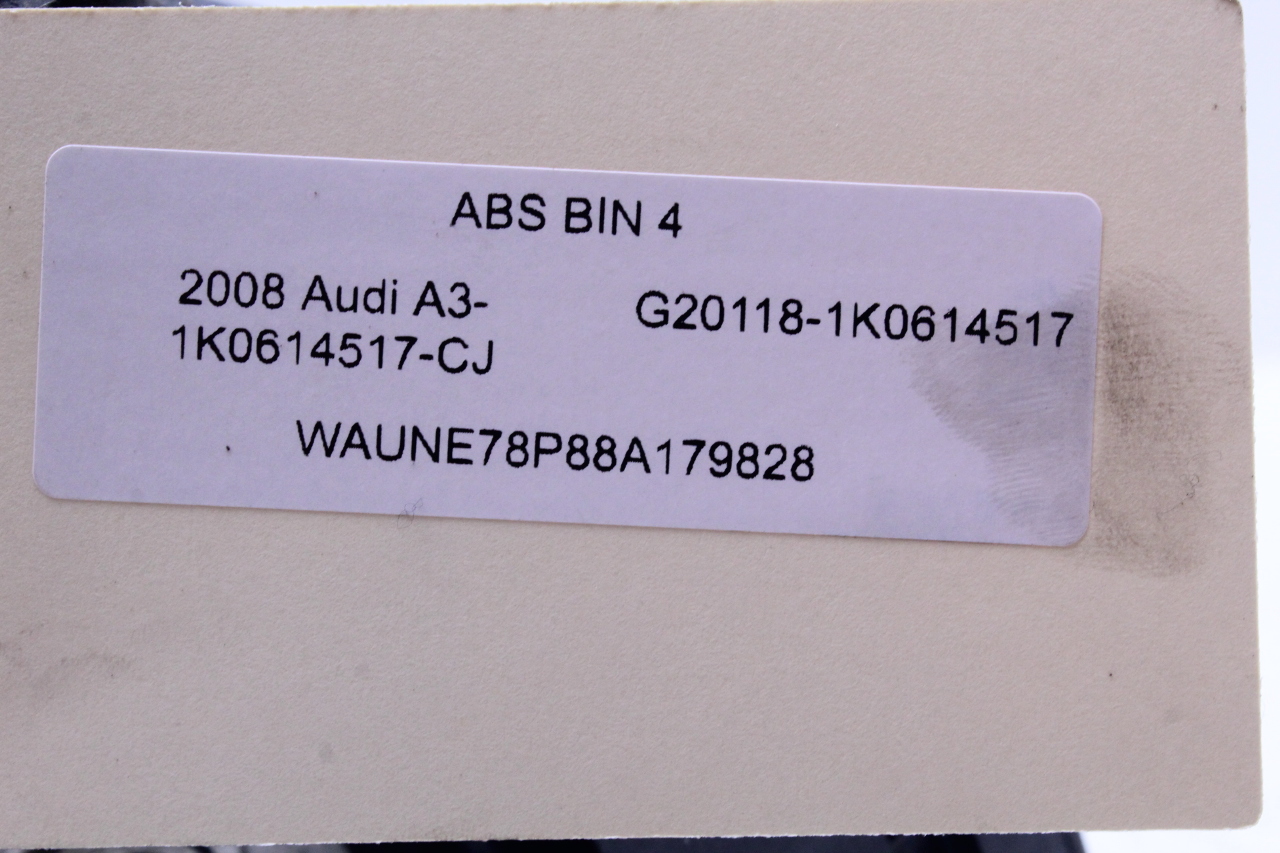 ABS BIN 4
2008 Audi A3-
1K0614517-CJ
G20118-1K0614517
WAUNE78P88A179828